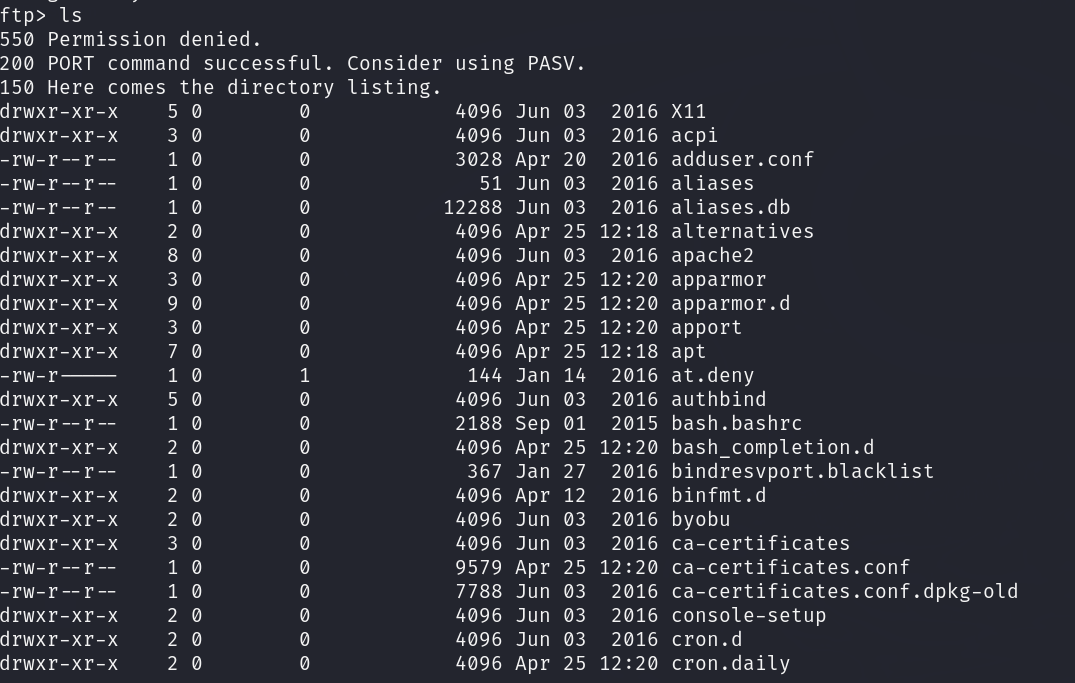 ftp> ls
550 Permission denied.
200 PORT command successful. Consider using PASV.
150 Here comes the directory listing.
drwxr-xr-x    5 0        0            4096 Jun 03  2016 X11
drwxr-xr-x    3 0        0            4096 Jun 03  2016 acpi
-rw-r--r--    1 0        0            3028 Apr 20  2016 adduser.conf
-rw-r--r--    1 0        0              51 Jun 03  2016 aliases
-rw-r--r--    1 0        0           12288 Jun 03  2016 aliases.db
drwxr-xr-x    2 0        0            4096 Apr 25 12:18 alternatives
drwxr-xr-x    8 0        0            4096 Jun 03  2016 apache2
drwxr-xr-x    3 0        0            4096 Apr 25 12:20 apparmor
drwxr-xr-x    9 0        0            4096 Apr 25 12:20 apparmor.d
drwxr-xr-x    3 0        0            4096 Apr 25 12:20 apport
drwxr-xr-x    7 0        0            4096 Apr 25 12:18 apt
-rw-r-----    1 0        1             144 Jan 14  2016 at.deny
drwxr-xr-x    5 0        0            4096 Jun 03  2016 authbind
-rw-r--r--    1 0        0            2188 Sep 01  2015 bash.bashrc
drwxr-xr-x    2 0        0            4096 Apr 25 12:20 bash_completion.d
-rw-r--r--    1 0        0             367 Jan 27  2016 bindresvport.blacklist
drwxr-xr-x    2 0        0            4096 Apr 12  2016 binfmt.d
drwxr-xr-x    2 0        0            4096 Jun 03  2016 byobu
drwxr-xr-x    3 0        0            4096 Jun 03  2016 ca-certificates
-rw-r--r--    1 0        0            9579 Apr 25 12:20 ca-certificates.conf
-rw-r--r--    1 0        0            7788 Jun 03  2016 ca-certificates.conf.dpkg-old
drwxr-xr-x    2 0        0            4096 Jun 03  2016 console-setup
drwxr-xr-x    2 0        0            4096 Jun 03  2016 cron.d
drwxr-xr-x    2 0        0            4096 Apr 25 12:20 cron.daily